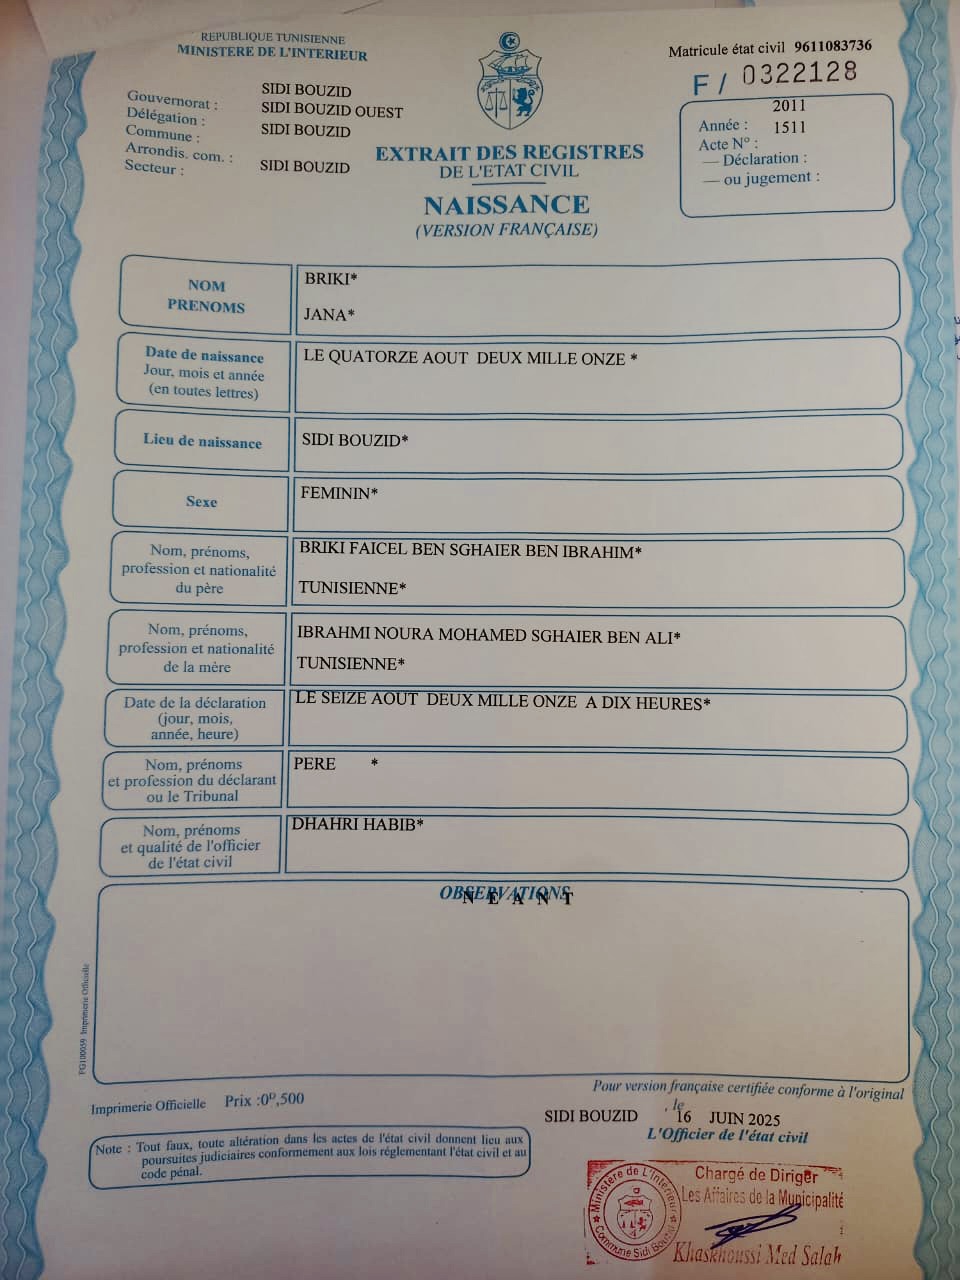 REPUBLIQUE TUNISIENNE
MINISTERE DE L'INTERIEUR
Gouvernorat : SIDI BOUZID
Délégation : SIDI BOUZID OUEST
Commune : SIDI BOUZID
Arrondis. com. :
Secteur : SIDI BOUZID
Matricule état civil 9611083736
F / 0322128
Année : 2011
Acte N° : 1511
— Déclaration :
— ou jugement :
EXTRAIT DES REGISTRES
DE L'ETAT CIVIL
NAISSANCE
(VERSION FRANÇAISE)
NOM BRIKI*
PRENOMS JANA*
Date de naissance LE QUATORZE AOUT DEUX MILLE ONZE *
Jour, mois et année
(en toutes lettres)
Lieu de naissance SIDI BOUZID*
Sexe FEMININ*
Nom, prénoms, BRIKI FAICEL BEN SGHAIER BEN IBRAHIM*
profession et nationalité
du père TUNISIENNE*
Nom, prénoms, IBRAHMI NOURA MOHAMED SGHAIER BEN ALI*
profession et nationalité
de la mère TUNISIENNE*
Date de la déclaration LE SEIZE AOUT DEUX MILLE ONZE A DIX HEURES*
(jour, mois,
année, heure)
Nom, prénoms PERE *
et profession du déclarant
ou le Tribunal
Nom, prénoms DHAHRI HABIB*
et qualité de l'officier
de l'état civil
OBSERVATIONS
N E A N T
FG100059 Imprimerie Officielle
Imprimerie Officielle Prix :0ᴰ,500
Pour version française certifiée conforme à l'original
SIDI BOUZID , le 16 JUIN 2025
L'Officier de l'état civil
Note : Tout faux, toute altération dans les actes de l'état civil donnent lieu aux
poursuites judiciaires conformement aux lois réglementant l'état civil et au
code pénal.
Ministère de L'Interieur
Commune Sidi Bouzid
Chargé de Diriger
Les Affaires de la Municipalité
Khaskhoussi Med Salah